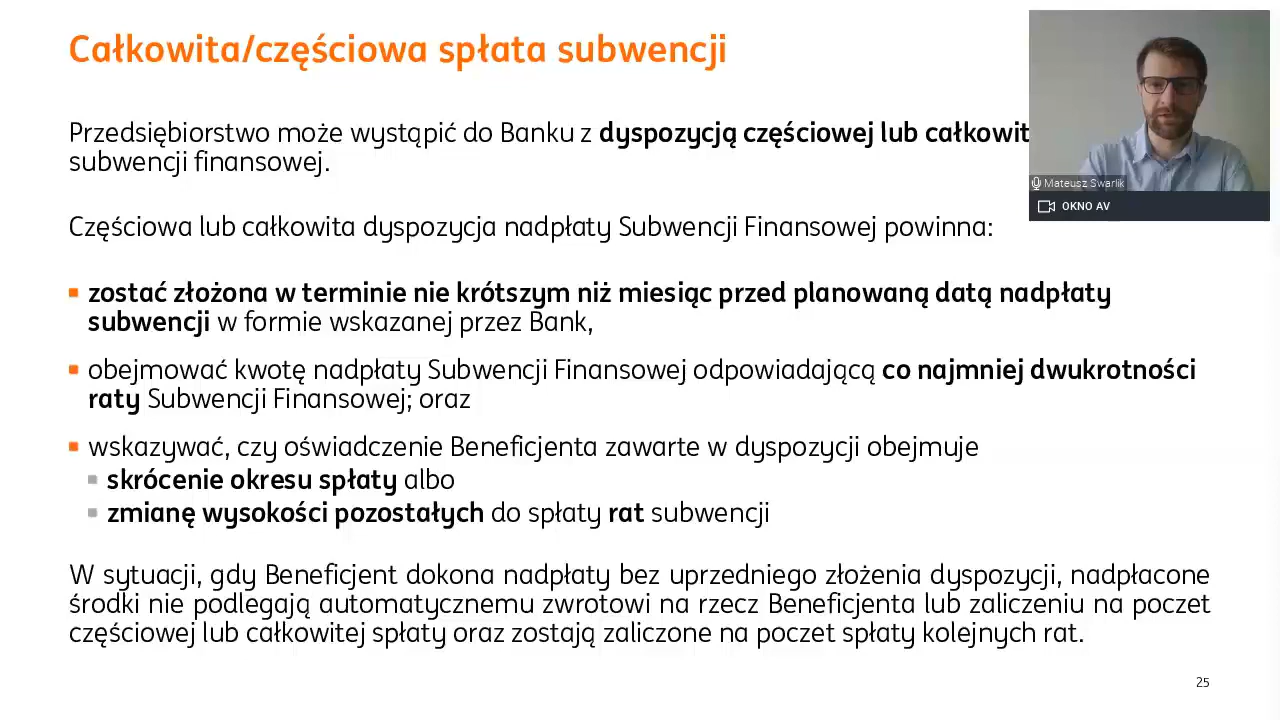 Całkowita/częściowa spłata subwencji
Przedsiębiorstwo może wystąpić do Banku z dyspozycją częściowej lub całkowit
subwencji finansowej.
Częściowa lub całkowita dyspozycja nadpłaty Subwencji Finansowej powinna:
zostać złożona w terminie nie krótszym niż miesiąc przed planowaną datą nadpłaty
subwencji w formie wskazanej przez Bank,
obejmować kwotę nadpłaty Subwencji Finansowej odpowiadającą co najmniej dwukrotności
raty Subwencji Finansowej; oraz
wskazywać, czy oświadczenie Beneficjenta zawarte w dyspozycji obejmuje
skrócenie okresu spłaty albo
zmianę wysokości pozostałych do spłaty rat subwencji
W sytuacji, gdy Beneficjent dokona nadpłaty bez uprzedniego złożenia dyspozycji, nadpłacone
środki nie podlegają automatycznemu zwrotowi na rzecz Beneficjenta lub zaliczeniu na poczet
częściowej lub całkowitej spłaty oraz zostają zaliczone na poczet spłaty kolejnych rat.
Mateusz Swarlik
OKNO AV
25